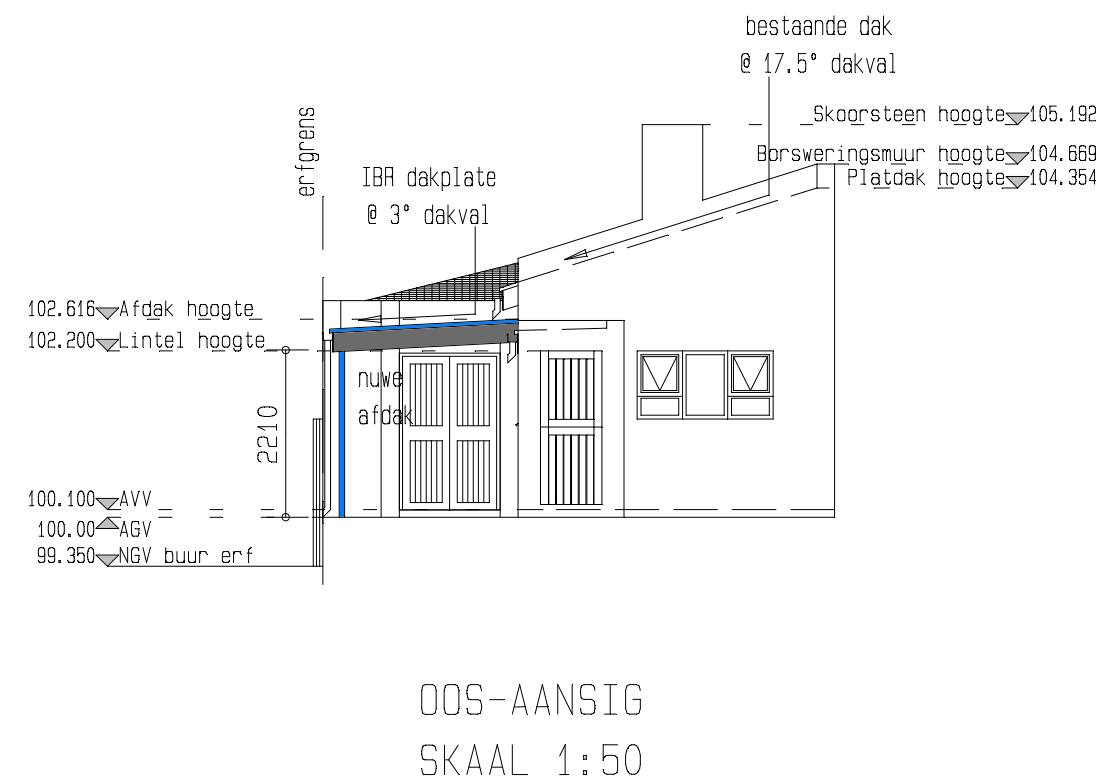 bestaande dak
@ 17.5° dakval
Skoorsteen hoogte 105.192
Borsweringsmuur hoogte 104.669
Platdak hoogte 104.354
erfgrens
IBR dakplate
@ 3° dakval
102.616 Afdak hoogte
102.200 Lintel hoogte
nuwe
afdak
2210
100.100 AVV
100.00 AGV
99.350 NGV buur erf
OOS-AANSIG
SKAAL 1:50